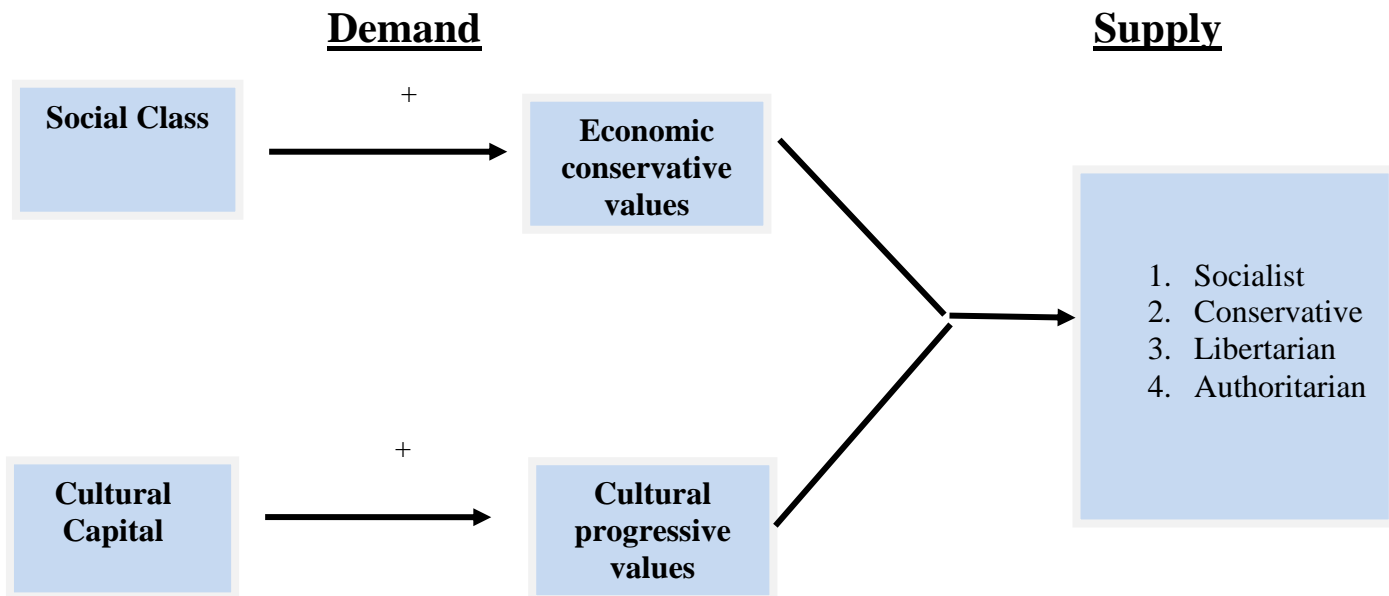 Demand
Supply
+
Social Class
Economic
conservative
values
1. Socialist
2. Conservative
3. Libertarian
4. Authoritarian
+
Cultural
Capital
Cultural
progressive
values